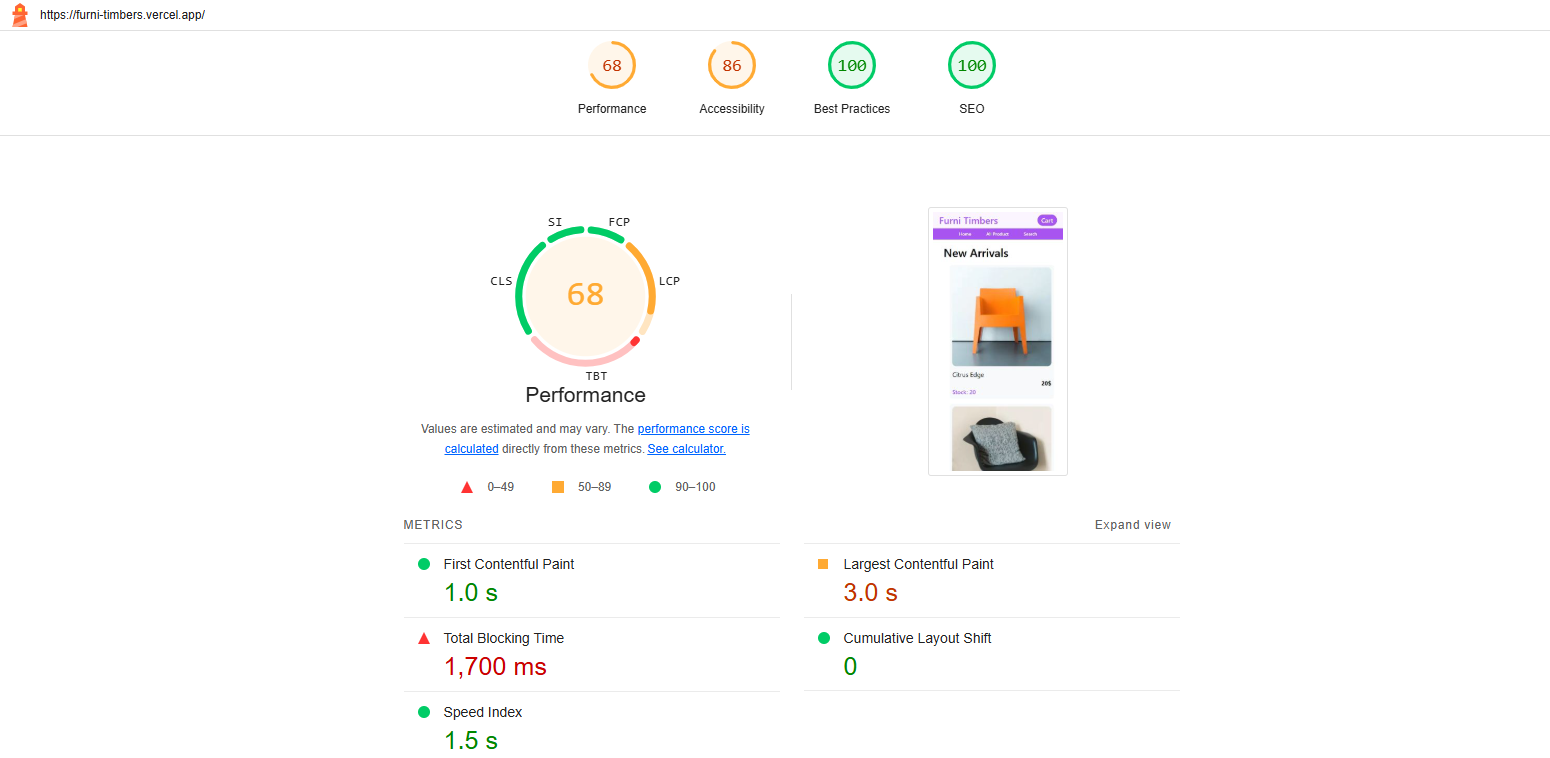 https://furni-timbers.vercel.app/
68 86 100 100
Performance Accessibility Best Practices SEO
SI FCP
CLS LCP
68
TBT
Performance
Values are estimated and may vary. The performance score is
calculated directly from these metrics. See calculator.
0–49 50–89 90–100
Furni Timbers Cart
Home All Product Search
New Arrivals
Citrus Edge
20$
Stock: 20
METRICS Expand view
First Contentful Paint
1.0 s
Largest Contentful Paint
3.0 s
Total Blocking Time
1,700 ms
Cumulative Layout Shift
0
Speed Index
1.5 s